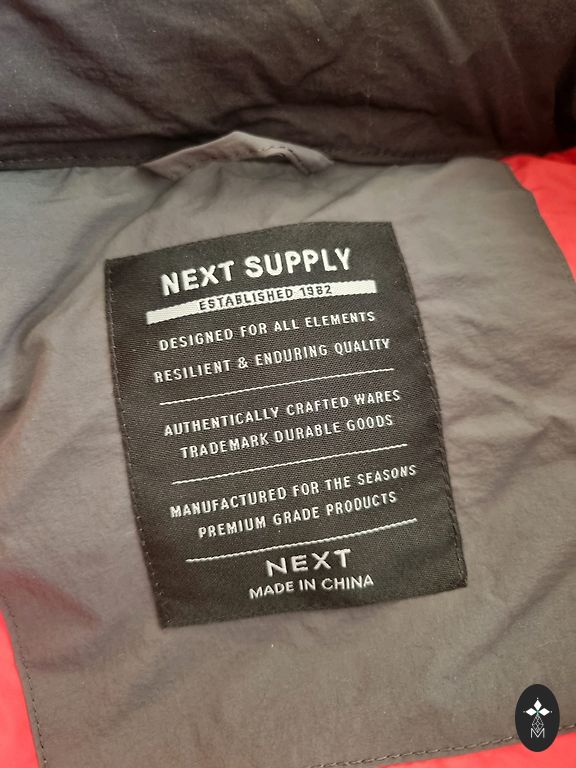 NEXT SUPPLY
ESTABLISHED 1982
DESIGNED FOR ALL ELEMENTS
RESILIENT & ENDURING QUALITY
AUTHENTICALLY CRAFTED WARES
TRADEMARK DURABLE GOODS
MANUFACTURED FOR THE SEASONS
PREMIUM GRADE PRODUCTS
NEXT
MADE IN CHINA
M